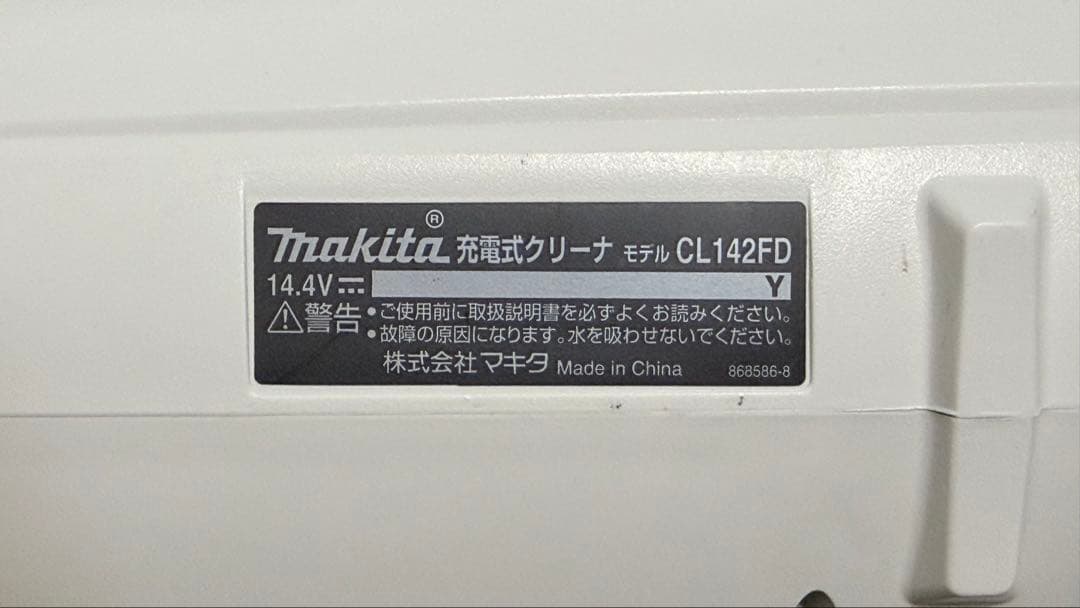 makita® 充電式クリーナ モデル CL142FD
14.4V⎓ Y
⚠警告 •ご使用前に取扱説明書を必ずよくお読みください。
•故障の原因になります。水を吸わせないでください。
株式会社 マキタ Made in China 868586-8